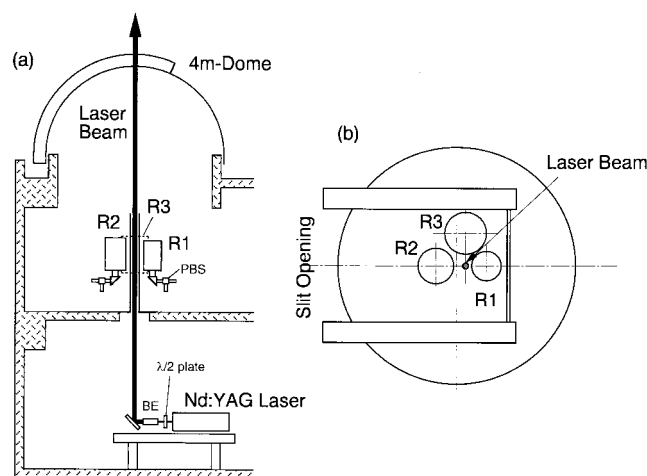 (a)
4m-Dome
Laser
Beam
R3
R2
R1
PBS
λ/2 plate
BE
Nd:YAG Laser
(b)
Laser Beam
Slit Opening
R3
R2
R1